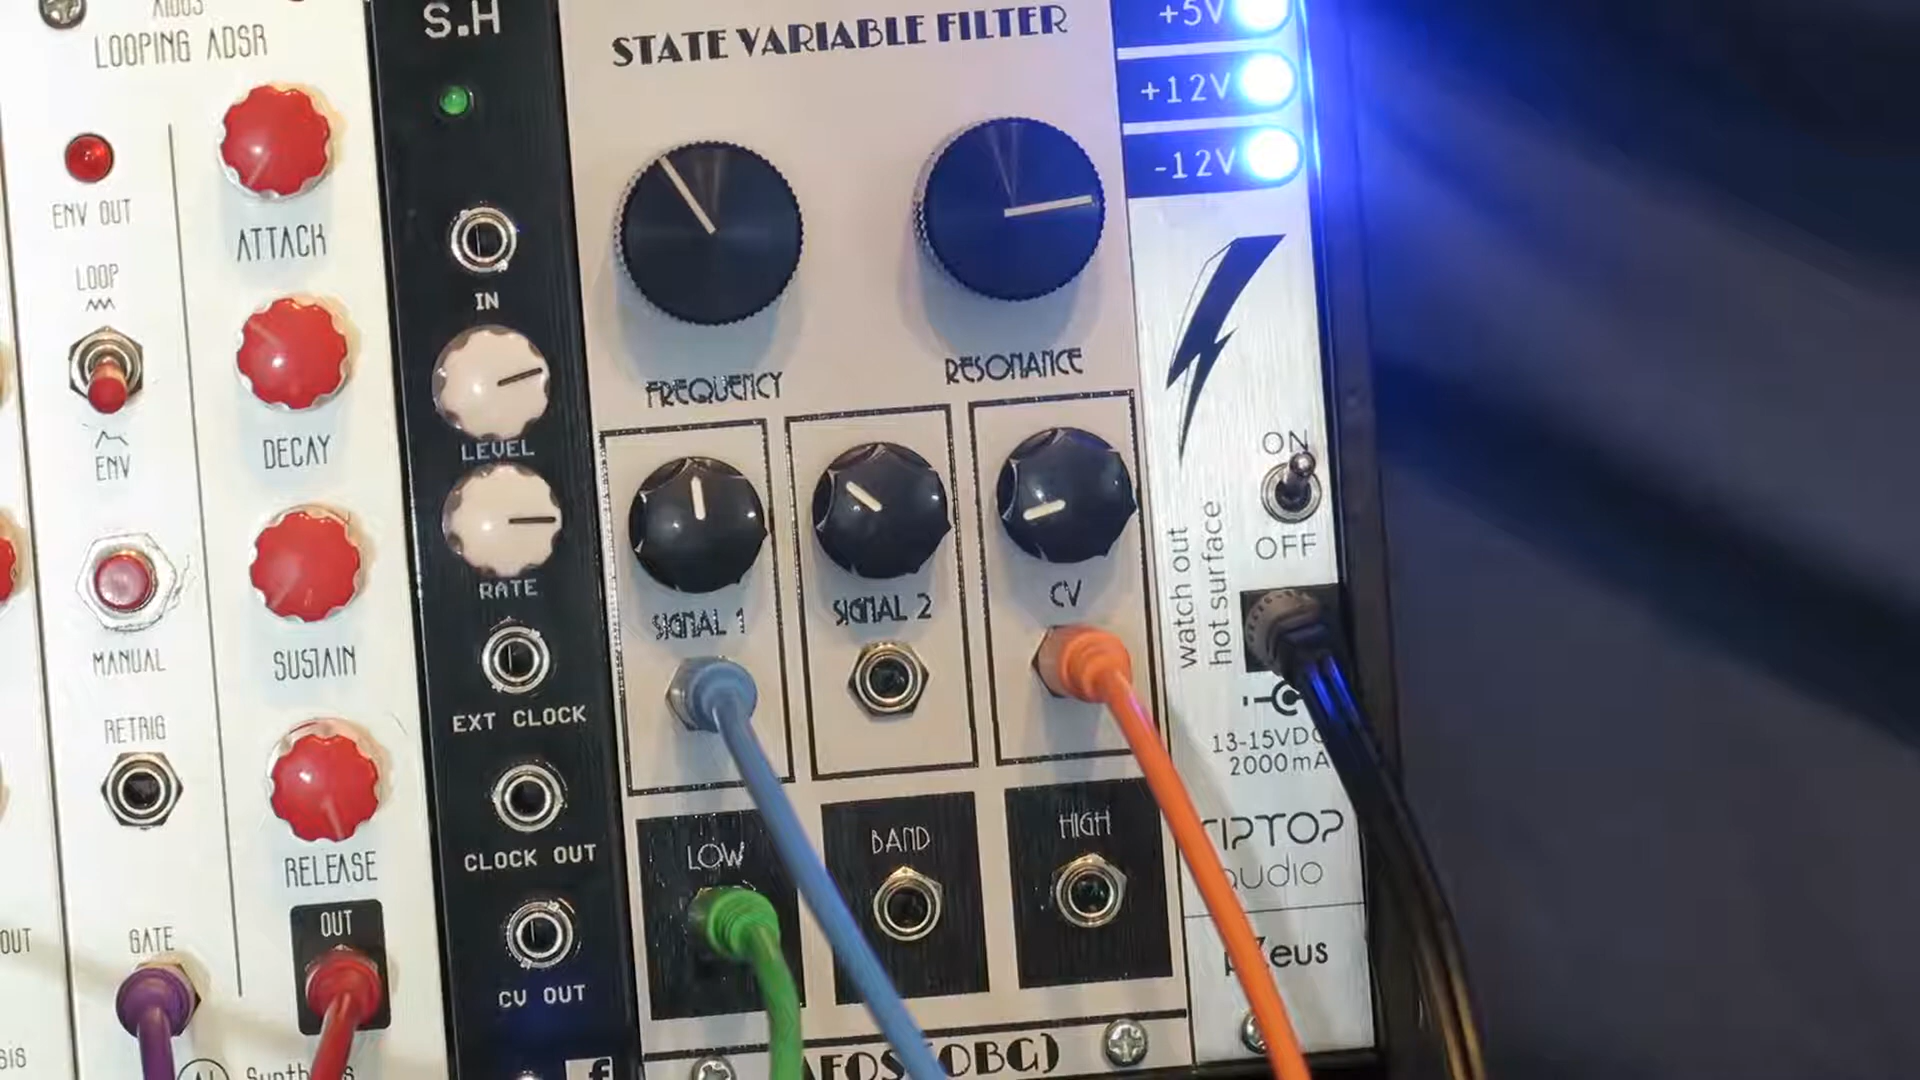 LOOPING ADSR
ENV OUT
ATTACK
LOOP
ENV
DECAY
MANUAL
SUSTAIN
RETRIG
RELEASE
OUT
GATE
OUT
S.H
IN
LEVEL
RATE
EXT CLOCK
CLOCK OUT
CV OUT
f
STATE VARIABLE FILTER
FREQUENCY
RESONANCE
SIGNAL 1
SIGNAL 2
CV
LOW
BAND
HIGH
+5V
+12V
-12V
ON
OFF
watch out
hot surface
13-15VDC
2000mA
TIPTOP
audio